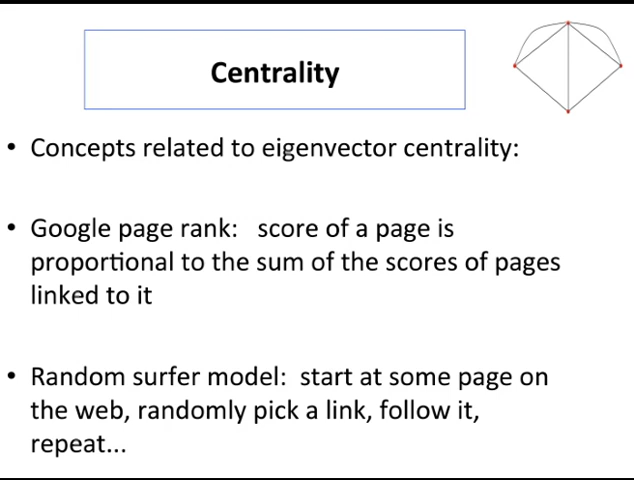 Centrality
• Concepts related to eigenvector centrality:
• Google page rank: score of a page is
proportional to the sum of the scores of pages
linked to it
• Random surfer model: start at some page on
the web, randomly pick a link, follow it,
repeat...